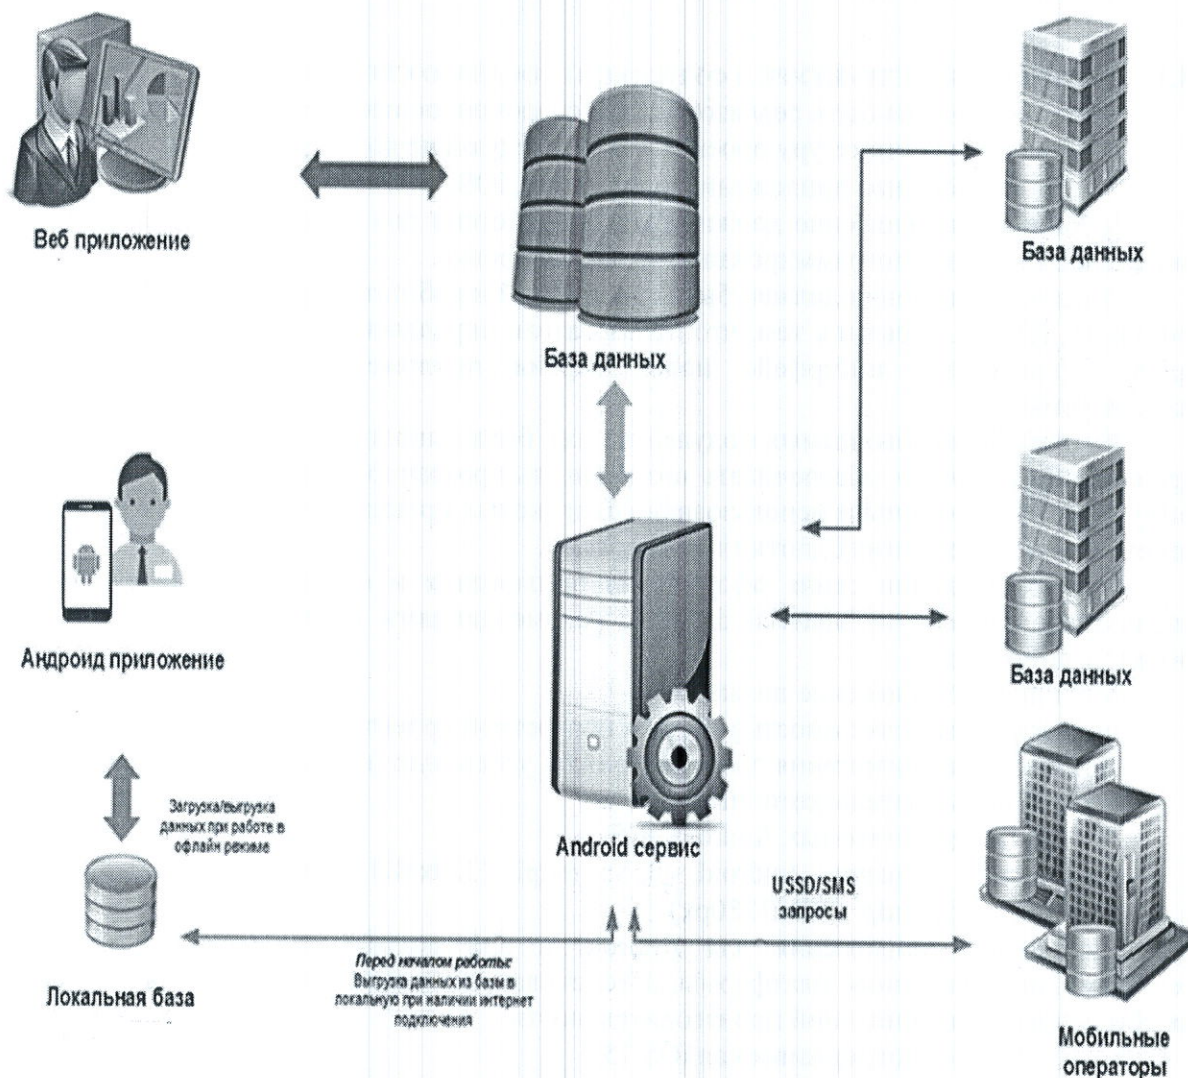 Веб приложение
База данных
База данных
Андроид приложение
База данных
Загрузка/выгрузка
данных при работе в
офлайн режиме
Android сервис
USSD/SMS
запросы
Локальная база
Перед началом работы:
Выгрузка данных из базы в
локальную при наличии интернет
подключения
Мобильные
операторы